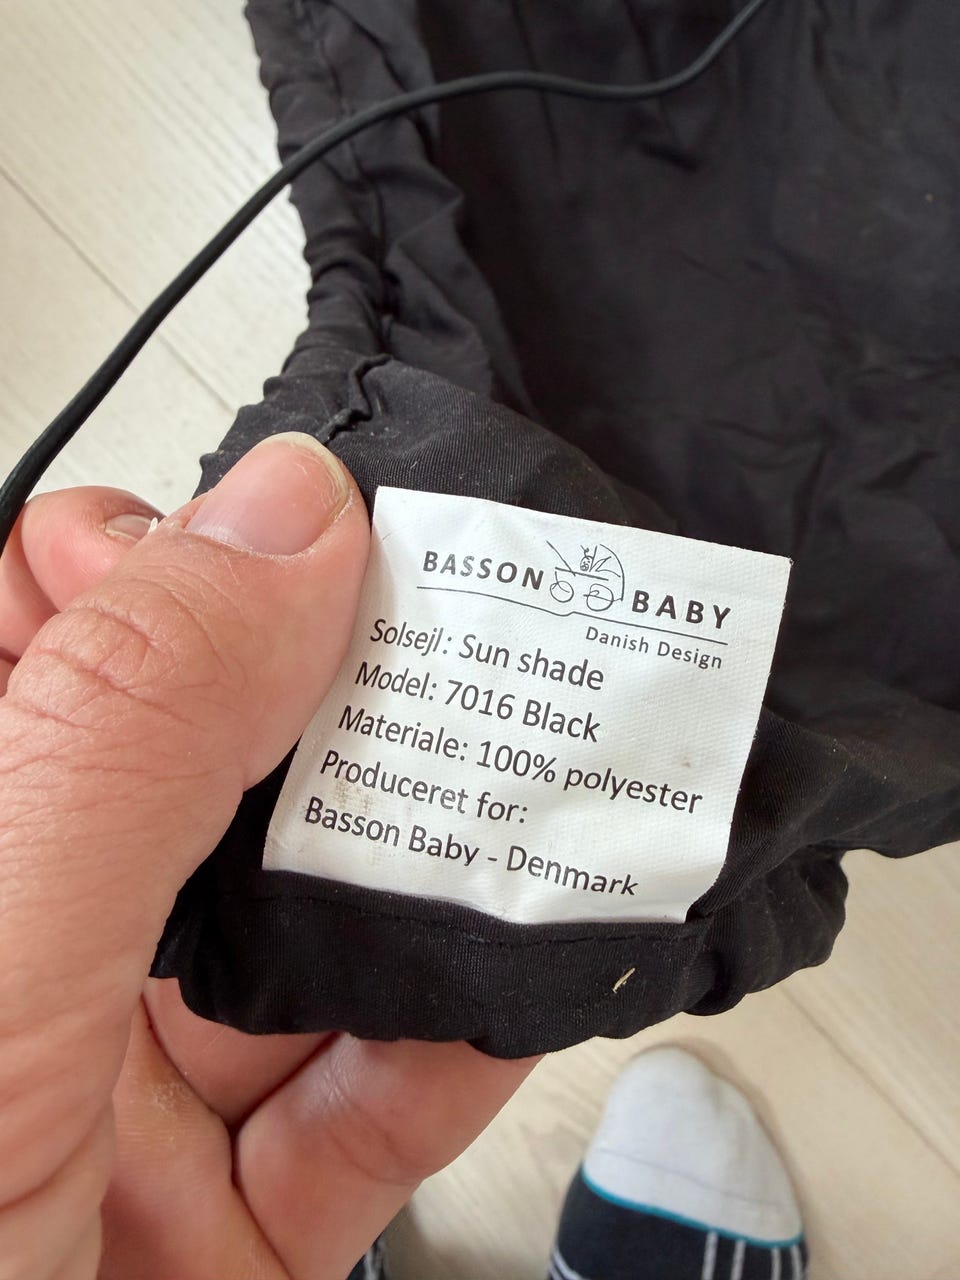 BASSON BABY
Danish Design
Solsejl: Sun shade
Model: 7016 Black
Materiale: 100% polyester
Produceret for:
Basson Baby - Denmark